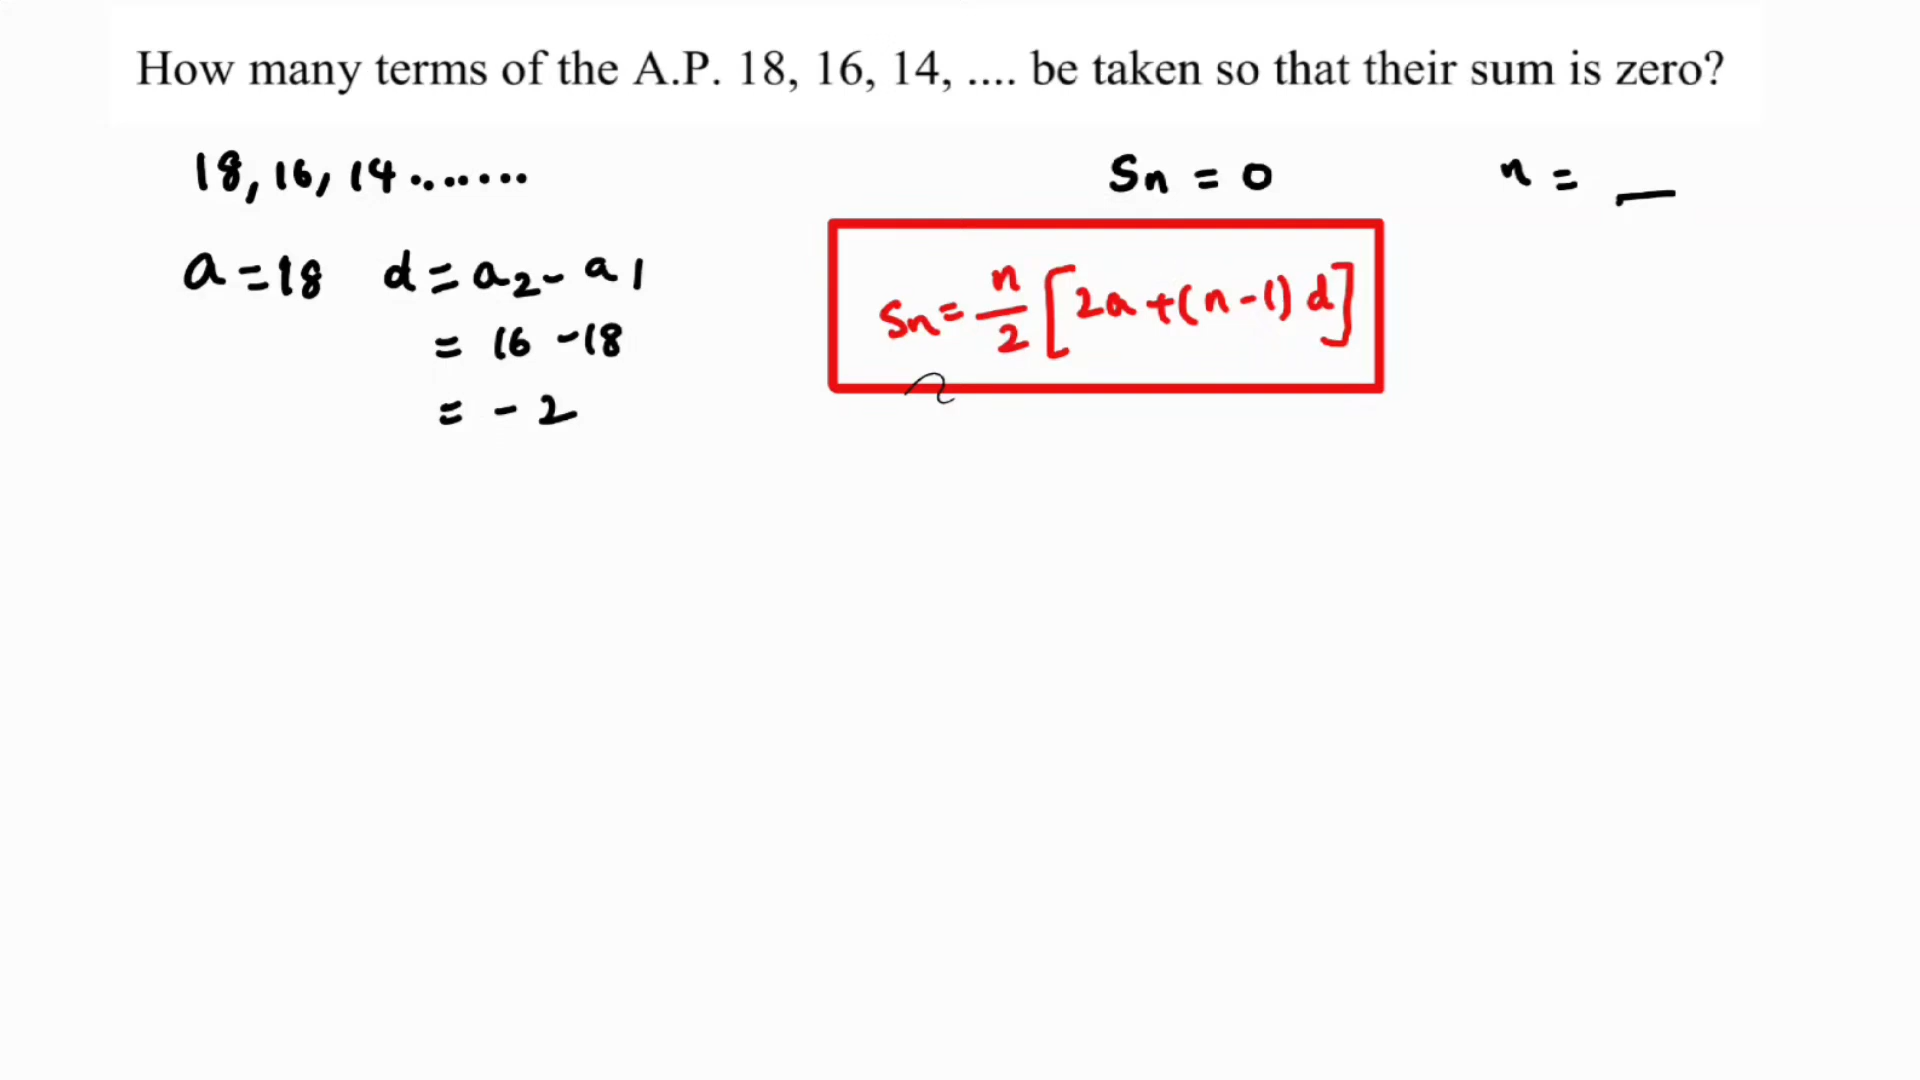 How many terms of the A.P. 18, 16, 14, .... be taken so that their sum is zero?
18, 16, 14.......
Sn = 0
n = __
a = 18 d = a2 - a1
= 16 - 18
= - 2
Sn = n/2 [2a + (n - 1) d]